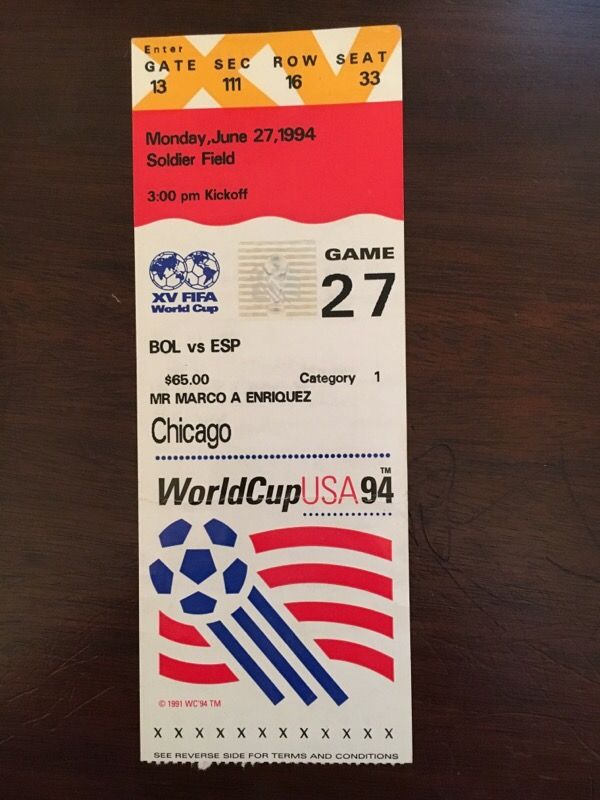 Enter
GATE SEC ROW SEAT
13 111 16 33
Monday,June 27,1994
Soldier Field
3:00 pm Kickoff
GAME
27
XV FIFA
World Cup
BOL vs ESP
$65.00 Category 1
MR MARCO A ENRIQUEZ
Chicago
WorldCupUSA94™
© 1991 WC'94 TM
X X X X X X X X X X X X
SEE REVERSE SIDE FOR TERMS AND CONDITIONS